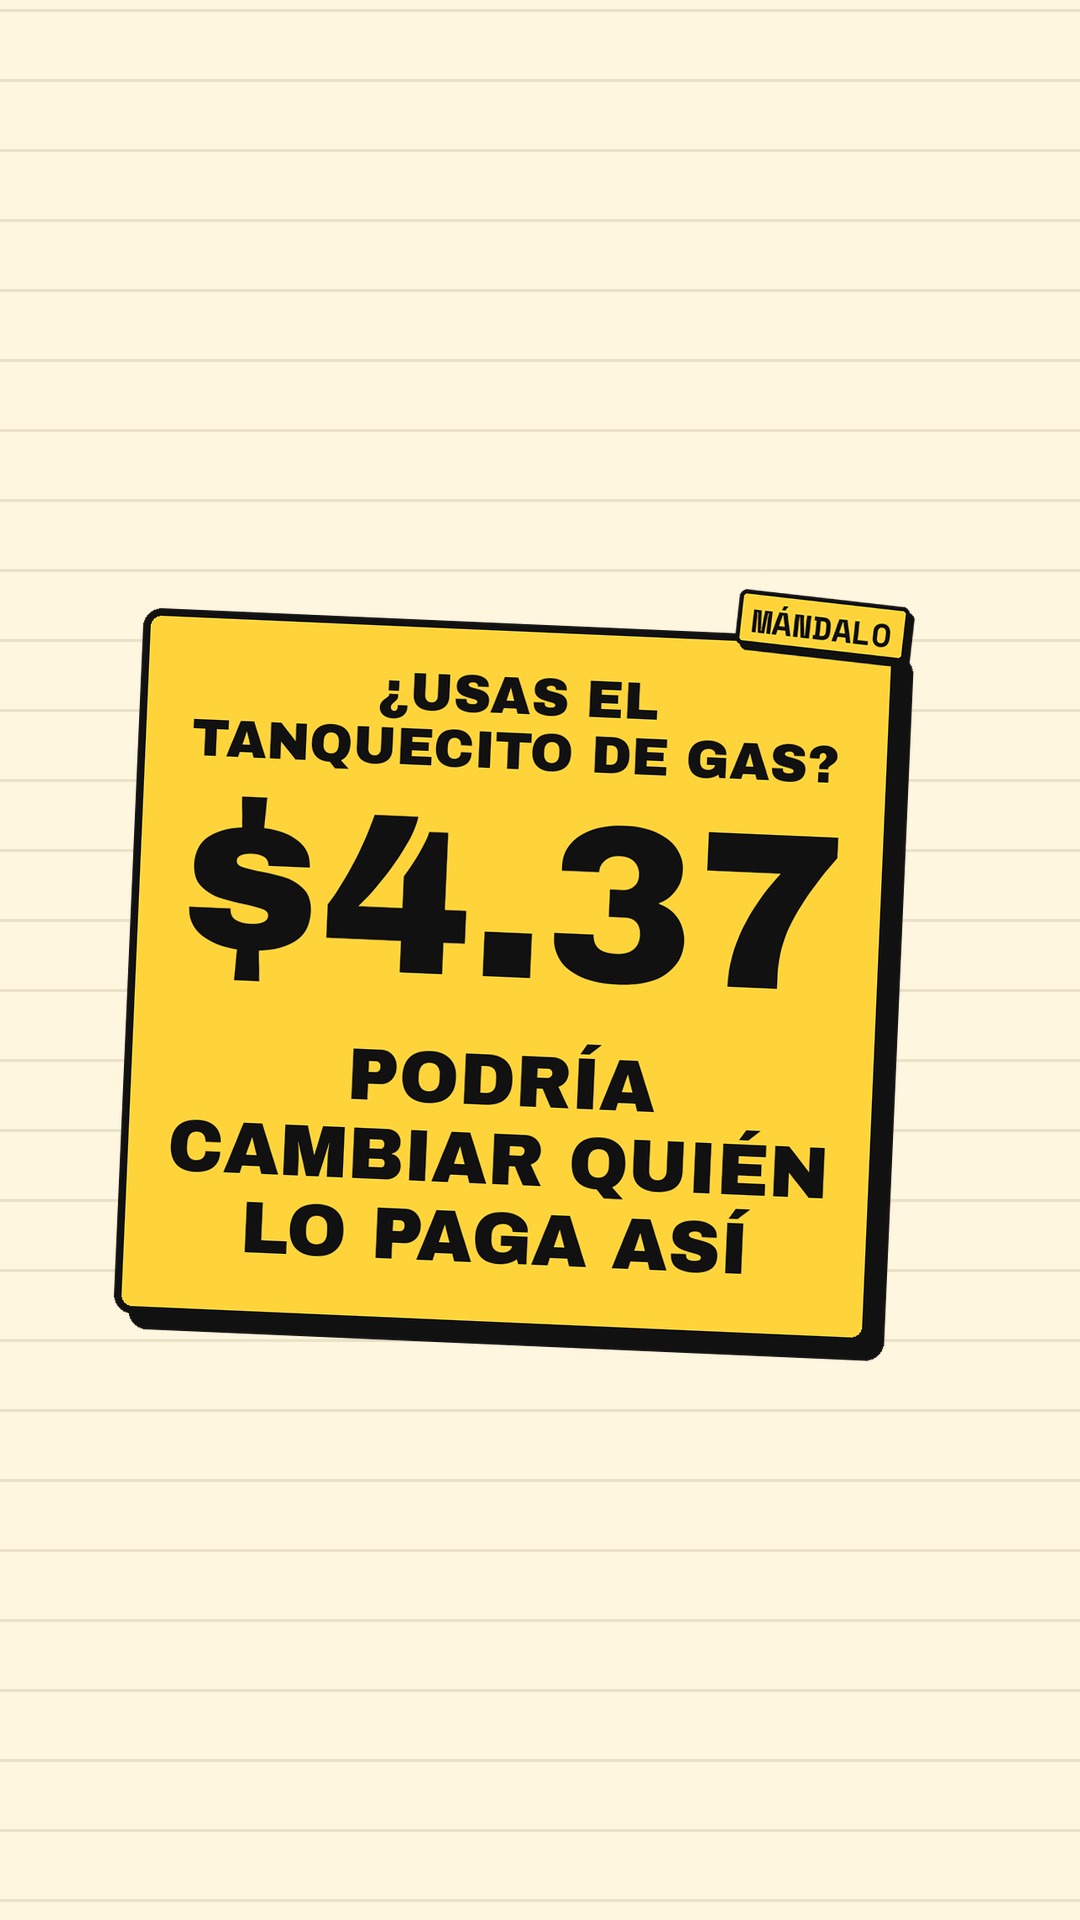 MÁNDALO
¿USAS EL
TANQUECITO DE GAS?
$4.37
PODRÍA
CAMBIAR QUIÉN
LO PAGA ASÍ